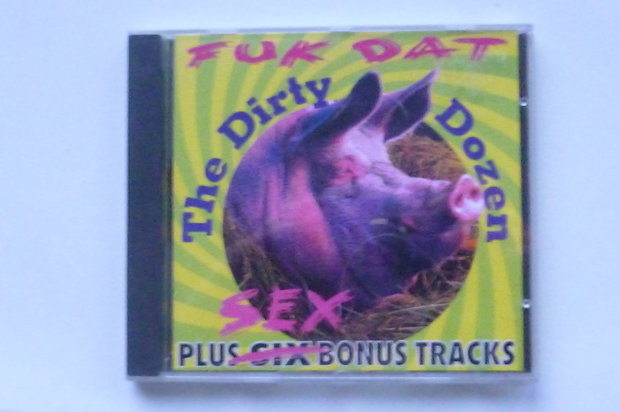 FUK DAT
The Dirty Dozen
SEX
PLUS SIX BONUS TRACKS